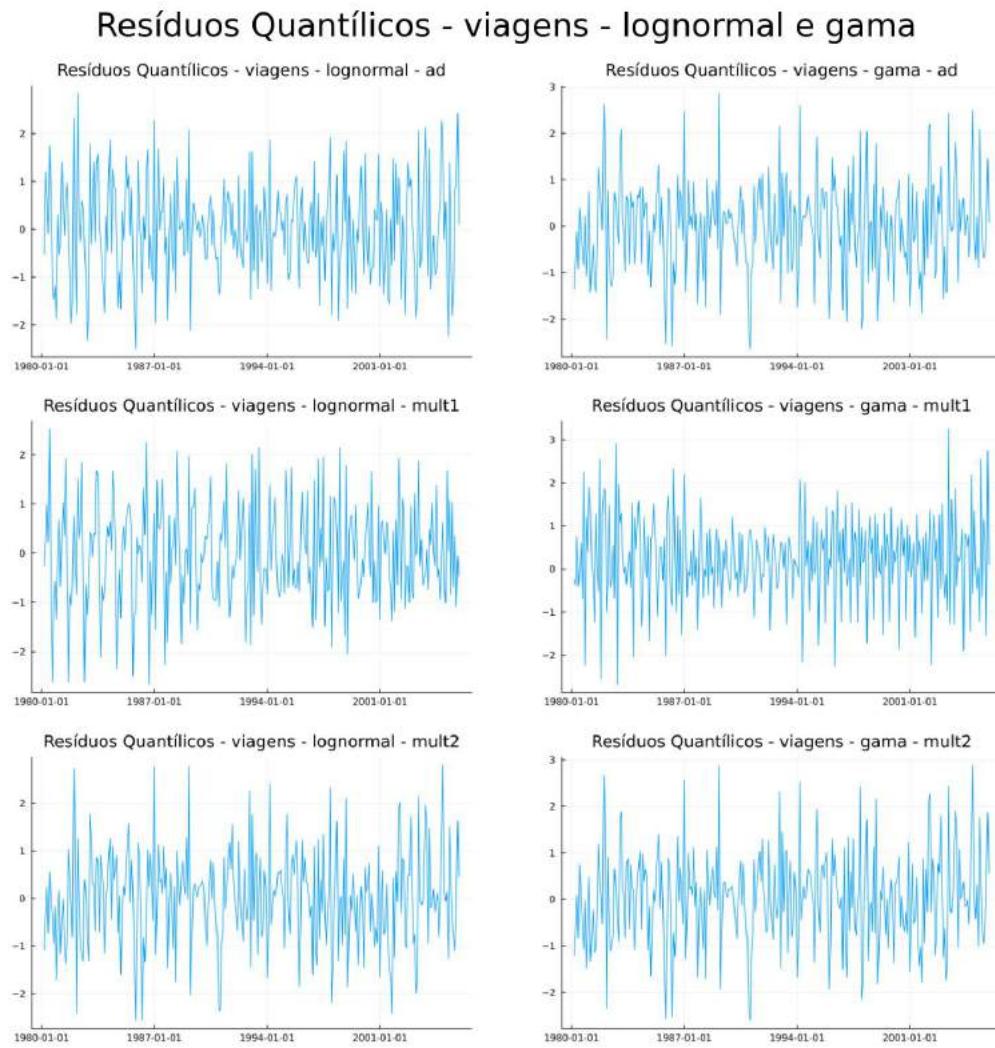 Resíduos Quantílicos - viagens - lognormal e gama
Resíduos Quantílicos - viagens - lognormal - ad
2
1
0
−1
−2
1980-01-01 1987-01-01 1994-01-01 2001-01-01
Resíduos Quantílicos - viagens - gama - ad
3
2
1
0
−1
−2
1980-01-01 1987-01-01 1994-01-01 2001-01-01
Resíduos Quantílicos - viagens - lognormal - mult1
2
1
0
−1
−2
1980-01-01 1987-01-01 1994-01-01 2001-01-01
Resíduos Quantílicos - viagens - gama - mult1
3
2
1
0
−1
−2
1980-01-01 1987-01-01 1994-01-01 2001-01-01
Resíduos Quantílicos - viagens - lognormal - mult2
2
1
0
−1
−2
1980-01-01 1987-01-01 1994-01-01 2001-01-01
Resíduos Quantílicos - viagens - gama - mult2
3
2
1
0
−1
−2
1980-01-01 1987-01-01 1994-01-01 2001-01-01